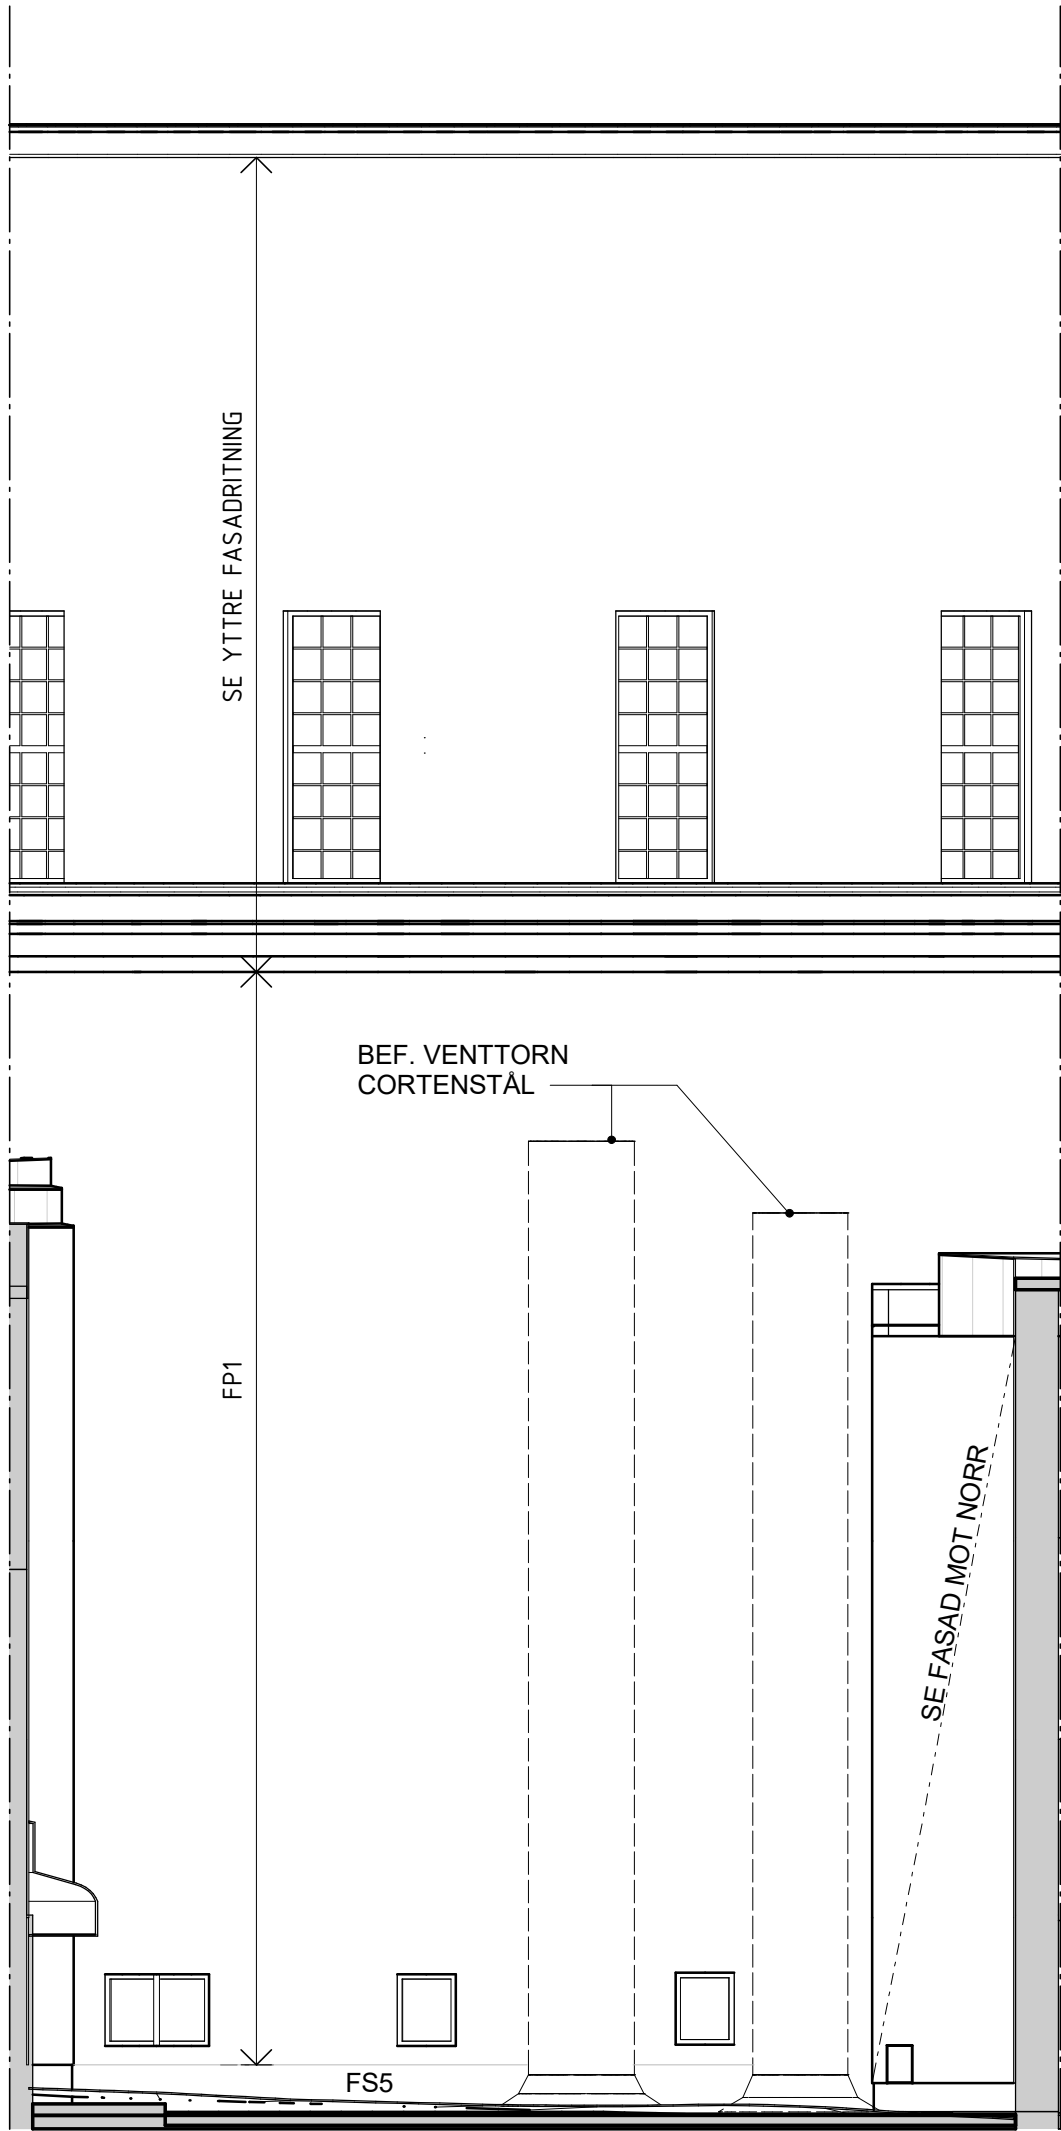 SE YTTRE FASADRITNING
BEF. VENTTORN
CORTENSTÅL
FP1
SE FASAD MOT NORR
FS5